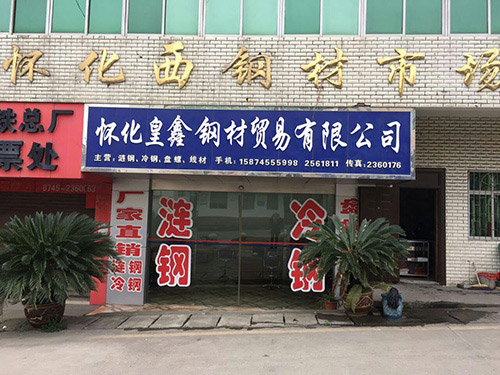 怀化西钢材市场
铁总厂
票处
0745-2360663
怀化皇鑫钢材贸易有限公司
主营：涟钢、冷钢、盘螺、线材 手机：15874555998 2561811 传真：2360176
厂家直销
涟钢
冷钢
涟钢
冷钢